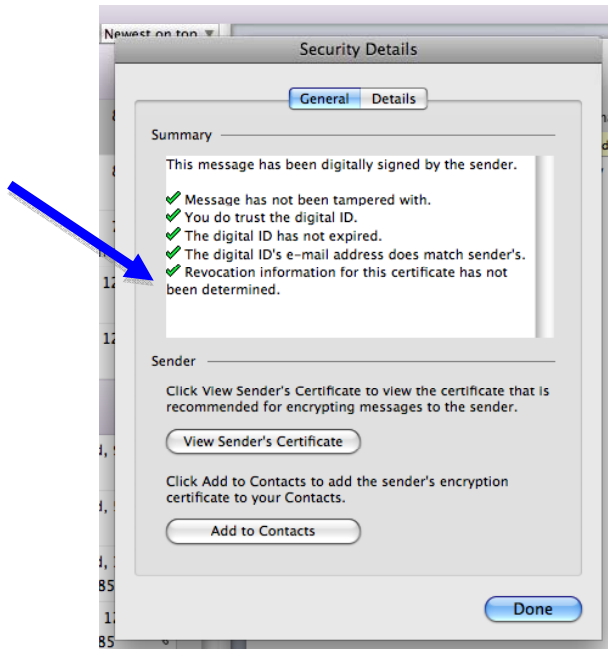 Newest on top
Security Details
General Details
Summary
This message has been digitally signed by the sender.
Message has not been tampered with.
You do trust the digital ID.
The digital ID has not expired.
The digital ID's e-mail address does match sender's.
Revocation information for this certificate has not
been determined.
Sender
Click View Sender's Certificate to view the certificate that is
recommended for encrypting messages to the sender.
View Sender's Certificate
Click Add to Contacts to add the sender's encryption
certificate to your Contacts.
Add to Contacts
Done